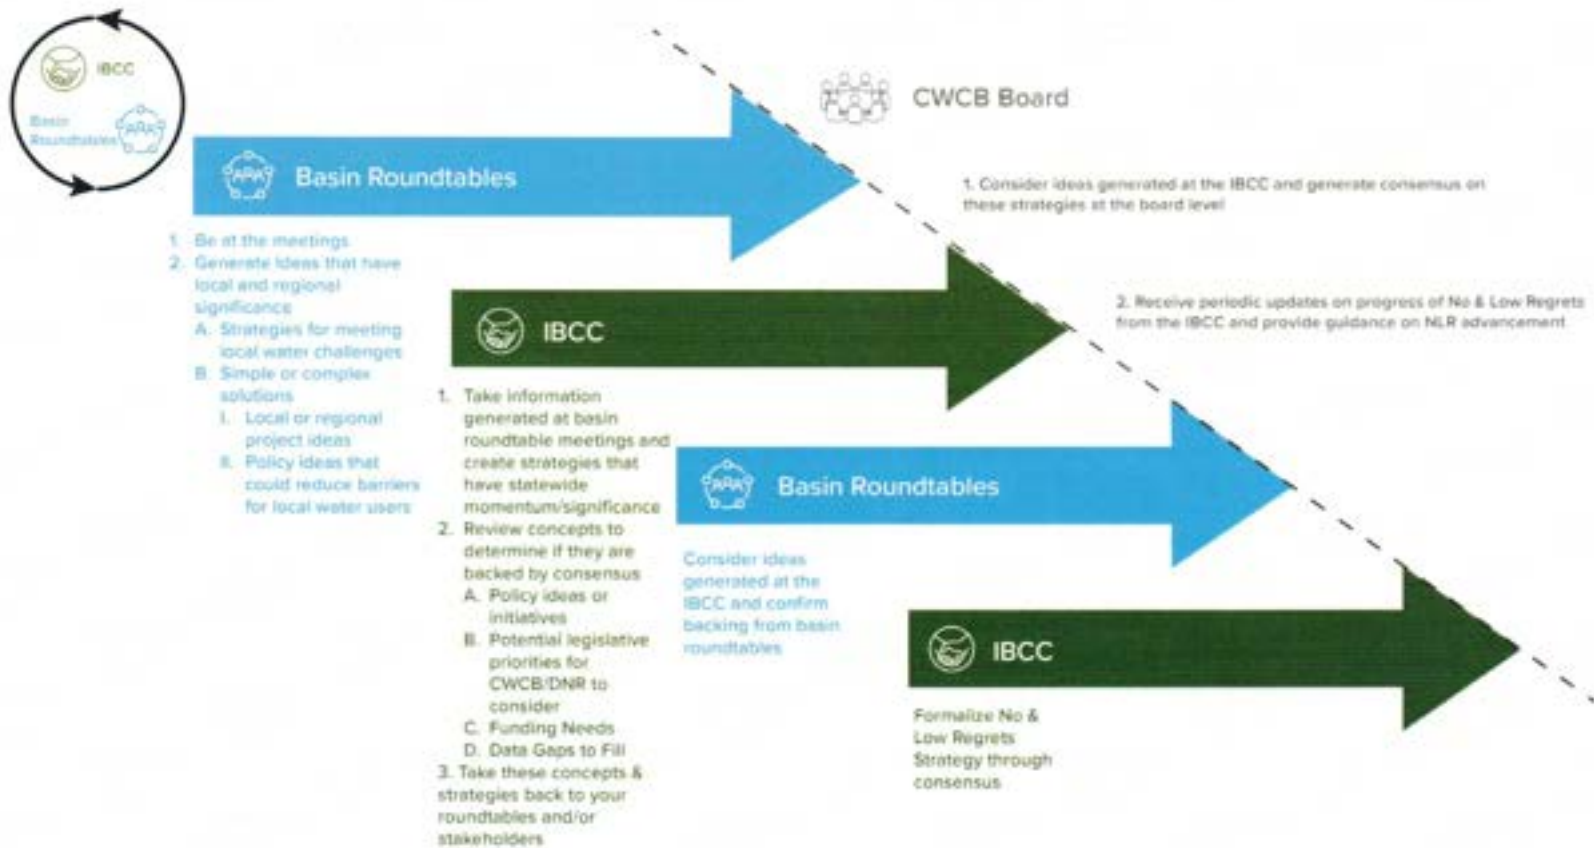 IBCC
Basin
Roundtables
CWCB Board
Basin Roundtables
1. Consider ideas generated at the IBCC and generate consensus on
these strategies at the board level
1. Be at the meetings
2. Generate Ideas that have
local and regional
significance
A. Strategies for meeting
local water challenges
B. Simple or complex
solutions
I. Local or regional
project ideas
II. Policy ideas that
could reduce barriers
for local water users
IBCC
2. Receive periodic updates on progress of No & Low Regrets
from the IBCC and provide guidance on NLR advancement
1. Take information
generated at basin
roundtable meetings and
create strategies that
have statewide
momentum/significance
2. Review concepts to
determine if they are
backed by consensus
A. Policy ideas or
initiatives
B. Potential legislative
priorities for
CWCB/DNR to
consider
C. Funding Needs
D. Data Gaps to Fill
3. Take these concepts &
strategies back to your
roundtables and/or
stakeholders
Basin Roundtables
Consider ideas
generated at the
IBCC and confirm
backing from basin
roundtables
IBCC
Formalize No &
Low Regrets
Strategy through
consensus